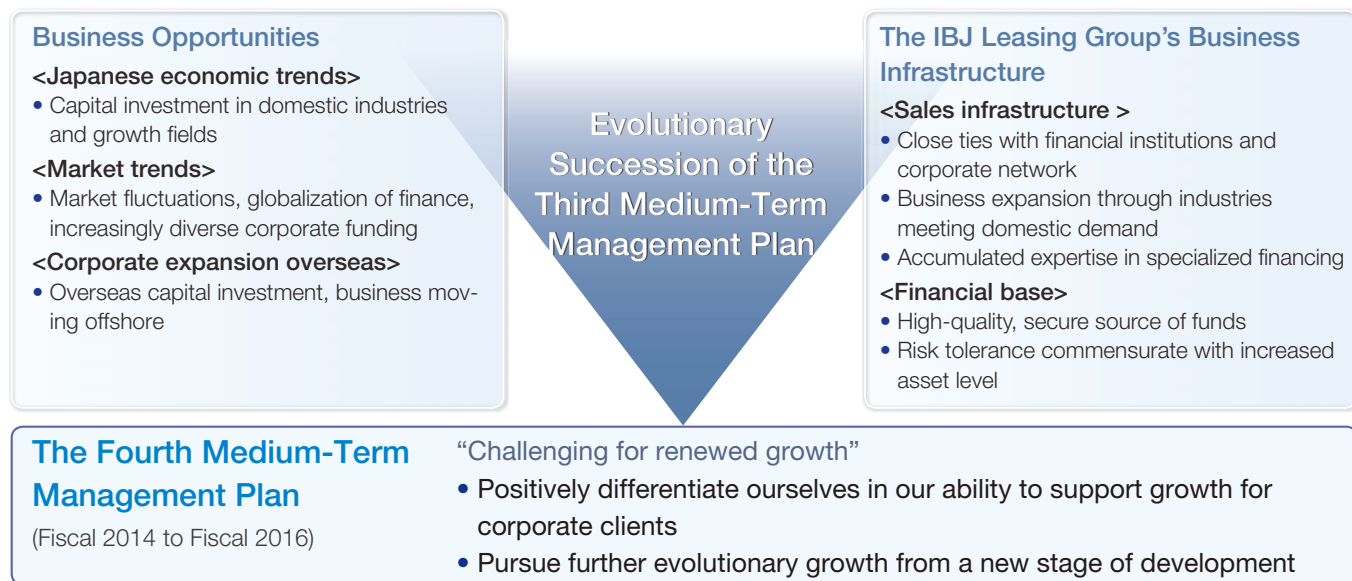 Business Opportunities
<Japanese economic trends>
• Capital investment in domestic industries
and growth fields
<Market trends>
• Market fluctuations, globalization of finance,
increasingly diverse corporate funding
<Corporate expansion overseas>
• Overseas capital investment, business mov-
ing offshore
Evolutionary
Succession of the
Third Medium-Term
Management Plan
The IBJ Leasing Group’s Business
Infrastructure
<Sales infrastructure >
• Close ties with financial institutions and
corporate network
• Business expansion through industries
meeting domestic demand
• Accumulated expertise in specialized financing
<Financial base>
• High-quality, secure source of funds
• Risk tolerance commensurate with increased
asset level
The Fourth Medium-Term
Management Plan
(Fiscal 2014 to Fiscal 2016)
“Challenging for renewed growth”
• Positively differentiate ourselves in our ability to support growth for
corporate clients
• Pursue further evolutionary growth from a new stage of development